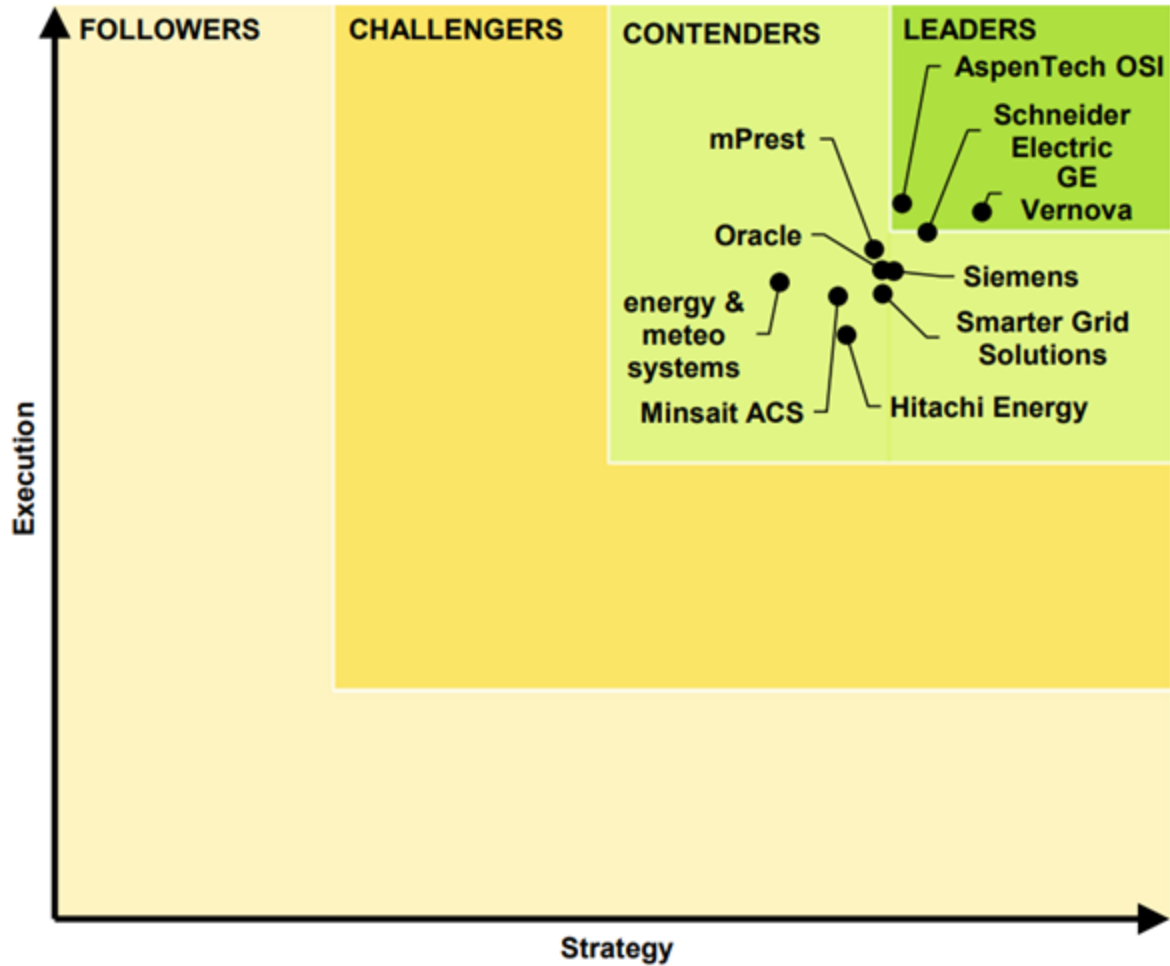 FOLLOWERS
CHALLENGERS
CONTENDERS
LEADERS
AspenTech OSI
Schneider
Electric
GE
Vernova
mPrest
Oracle
Siemens
energy &
meteo
systems
Smarter Grid
Solutions
Minsait ACS
Hitachi Energy
Execution
Strategy